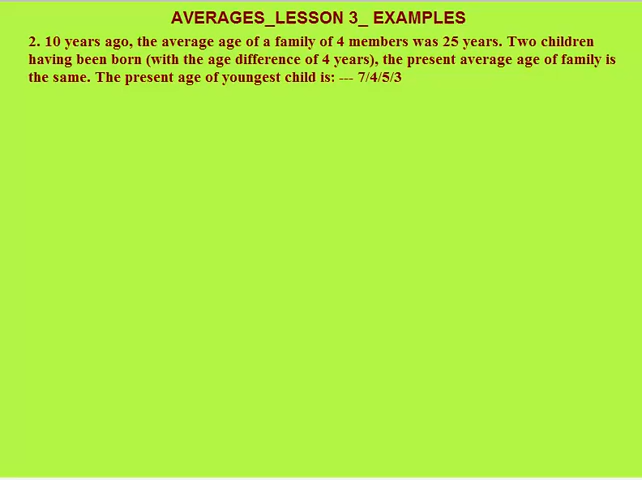 AVERAGES_LESSON 3_ EXAMPLES
2. 10 years ago, the average age of a family of 4 members was 25 years. Two children
having been born (with the age difference of 4 years), the present average age of family is
the same. The present age of youngest child is: --- 7/4/5/3